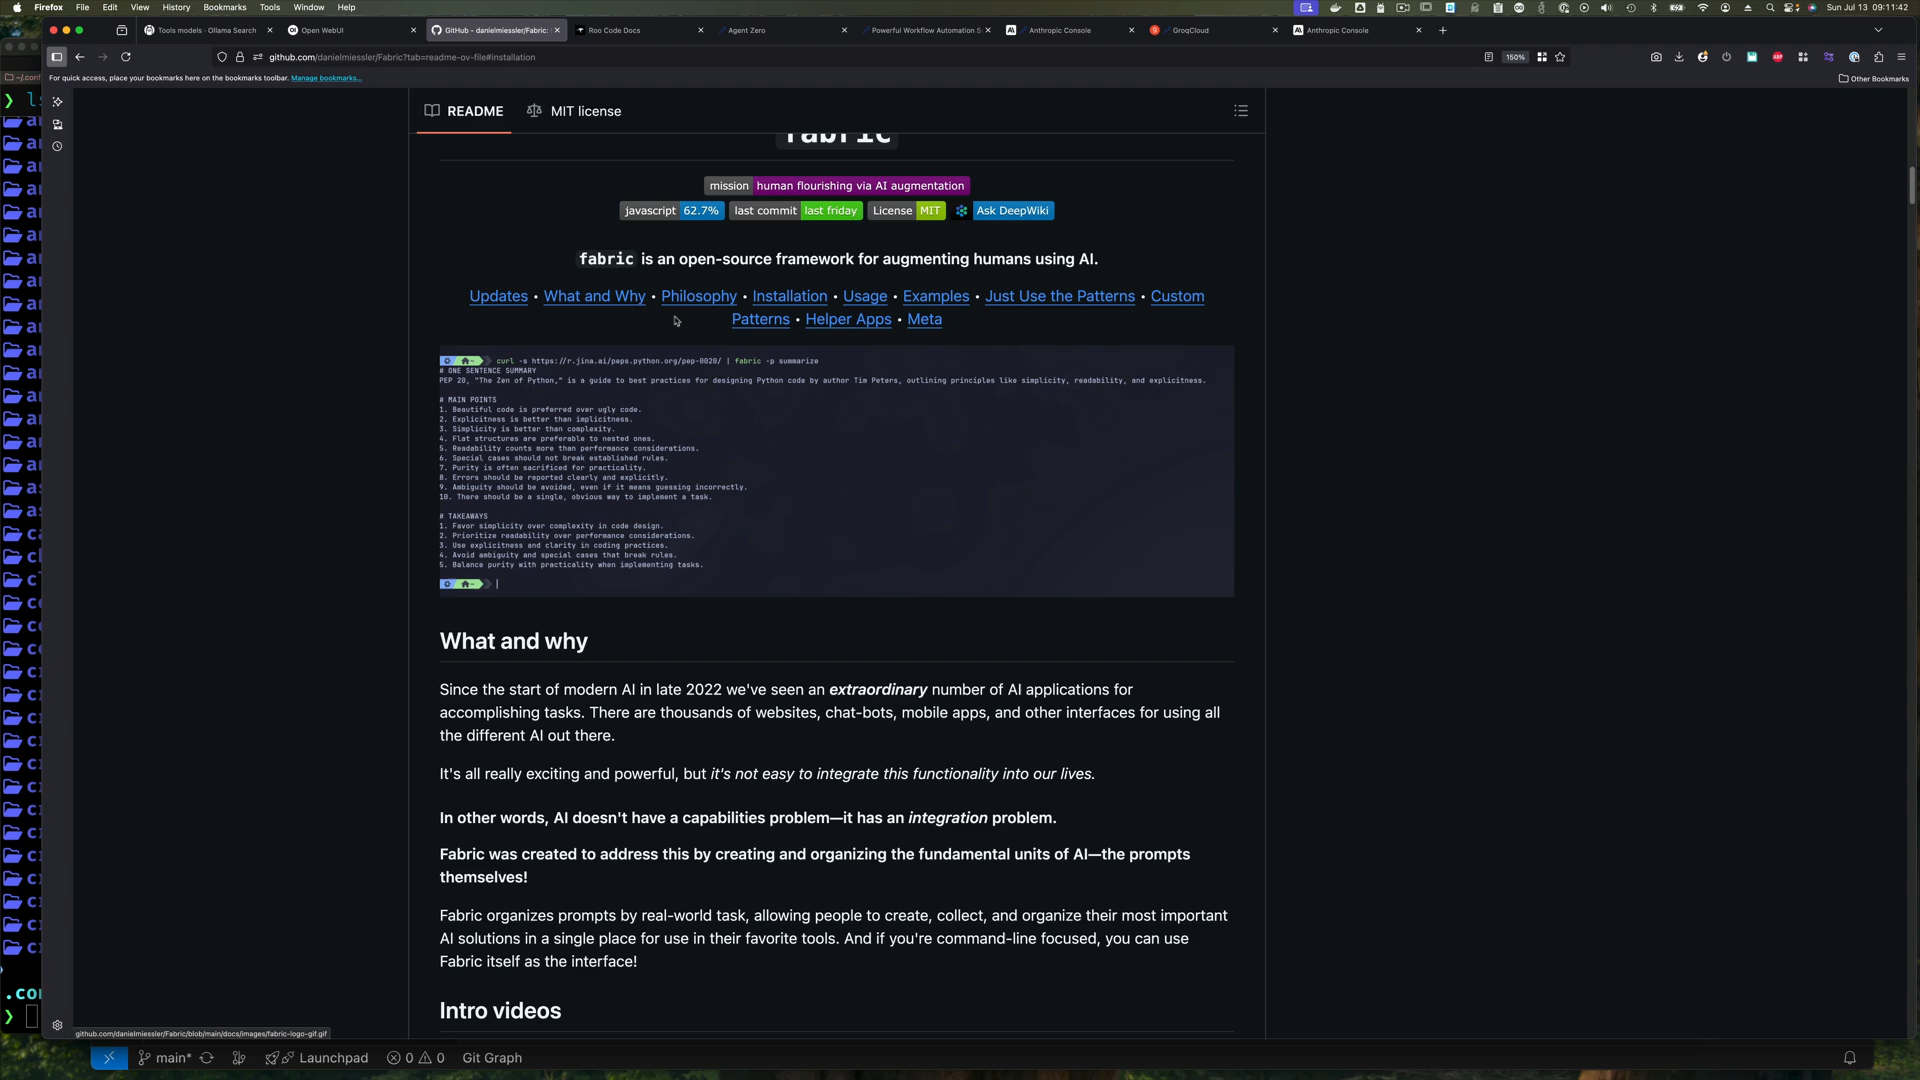 Firefox File Edit View History Bookmarks Tools Window Help
Sun Jul 13 09:11:42
Tools models · Ollama Search
Open WebUI
GitHub - danielmiessler/Fabric:
Roo Code Docs
Agent Zero
Powerful Workflow Automation S
Anthropic Console
GroqCloud
Anthropic Console
github.com/danielmiessler/Fabric?tab=readme-ov-file#installation
150%
For quick access, place your bookmarks here on the bookmarks toolbar. Manage bookmarks...
Other Bookmarks
README
MIT license
fabric
mission human flourishing via AI augmentation
javascript 62.7% last commit last friday License MIT Ask DeepWiki
fabric is an open-source framework for augmenting humans using AI.
Updates • What and Why • Philosophy • Installation • Usage • Examples • Just Use the Patterns • Custom
Patterns • Helper Apps • Meta
curl -s https://r.jina.ai/peps.python.org/pep-0020/ | fabric -p summarize
# ONE SENTENCE SUMMARY
PEP 20, "The Zen of Python," is a guide to best practices for designing Python code by author Tim Peters, outlining principles like simplicity, readability, and explicitness.
# MAIN POINTS
1. Beautiful code is preferred over ugly code.
2. Explicitness is better than implicitness.
3. Simplicity is better than complexity.
4. Flat structures are preferable to nested ones.
5. Readability counts more than performance considerations.
6. Special cases should not break established rules.
7. Purity is often sacrificed for practicality.
8. Errors should be reported clearly and explicitly.
9. Ambiguity should be avoided, even if it means guessing incorrectly.
10. There should be a single, obvious way to implement a task.
# TAKEAWAYS
1. Favor simplicity over complexity in code design.
2. Prioritize readability over performance considerations.
3. Use explicitness and clarity in coding practices.
4. Avoid ambiguity and special cases that break rules.
5. Balance purity with practicality when implementing tasks.
What and why
Since the start of modern AI in late 2022 we've seen an extraordinary number of AI applications for
accomplishing tasks. There are thousands of websites, chat-bots, mobile apps, and other interfaces for using all
the different AI out there.
It's all really exciting and powerful, but it's not easy to integrate this functionality into our lives.
In other words, AI doesn't have a capabilities problem—it has an integration problem.
Fabric was created to address this by creating and organizing the fundamental units of AI—the prompts
themselves!
Fabric organizes prompts by real-world task, allowing people to create, collect, and organize their most important
AI solutions in a single place for use in their favorite tools. And if you're command-line focused, you can use
Fabric itself as the interface!
Intro videos
github.com/danielmiessler/Fabric/blob/main/docs/images/fabric-logo-gif.gif
main* Launchpad 0 0 Git Graph